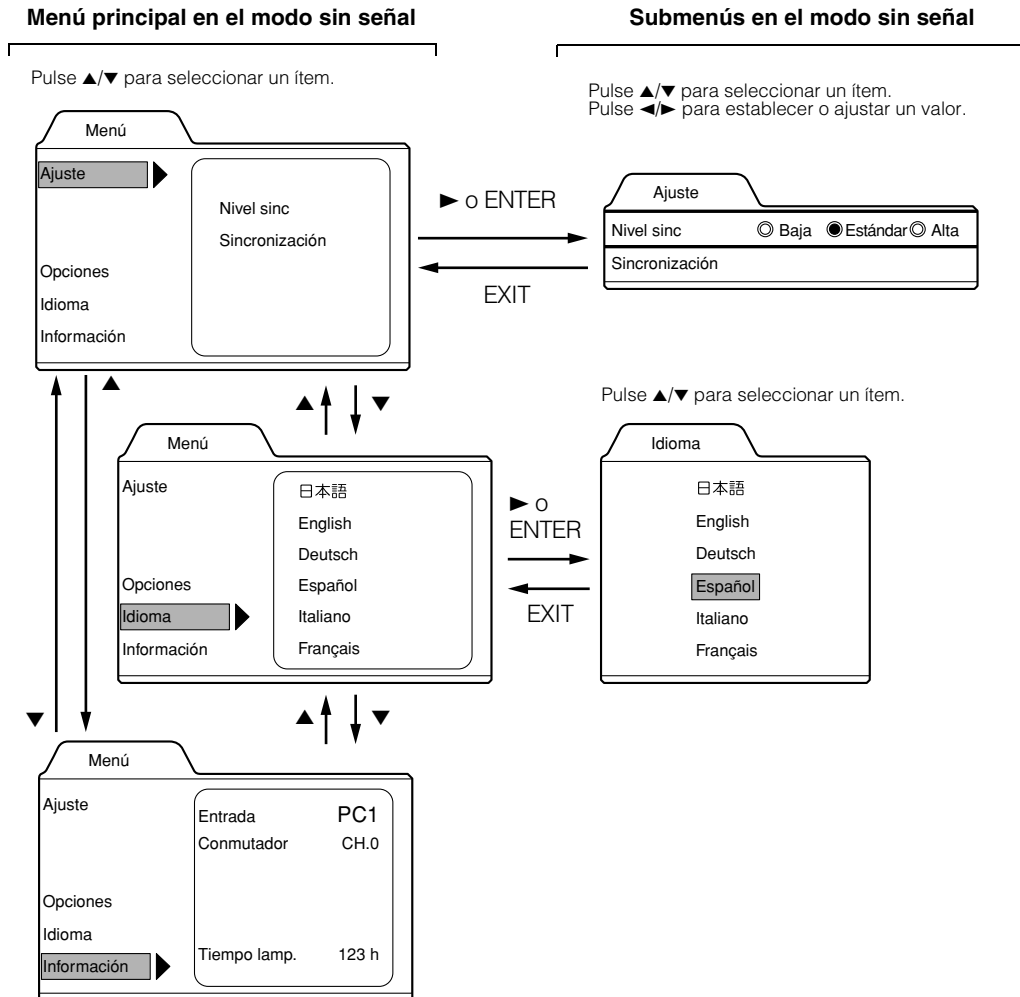 Menú principal en el modo sin señal
Submenús en el modo sin señal
Pulse ▲/▼ para seleccionar un ítem.
Pulse ▲/▼ para seleccionar un ítem.
Pulse ◄/► para establecer o ajustar un valor.
Menú
Ajuste
Opciones
Idioma
Información
Nivel sinc
Sincronización
► o ENTER
EXIT
Ajuste
Nivel sinc ◎ Baja ◉ Estándar ◎ Alta
Sincronización
▲
▲ ▼
Pulse ▲/▼ para seleccionar un ítem.
Menú
Ajuste
Opciones
Idioma
Información
日本語
English
Deutsch
Español
Italiano
Français
► o
ENTER
EXIT
Idioma
日本語
English
Deutsch
Español
Italiano
Français
▼
▲ ▼
Menú
Ajuste
Opciones
Idioma
Información
Entrada PC1
Conmutador CH.0
Tiempo lamp. 123 h